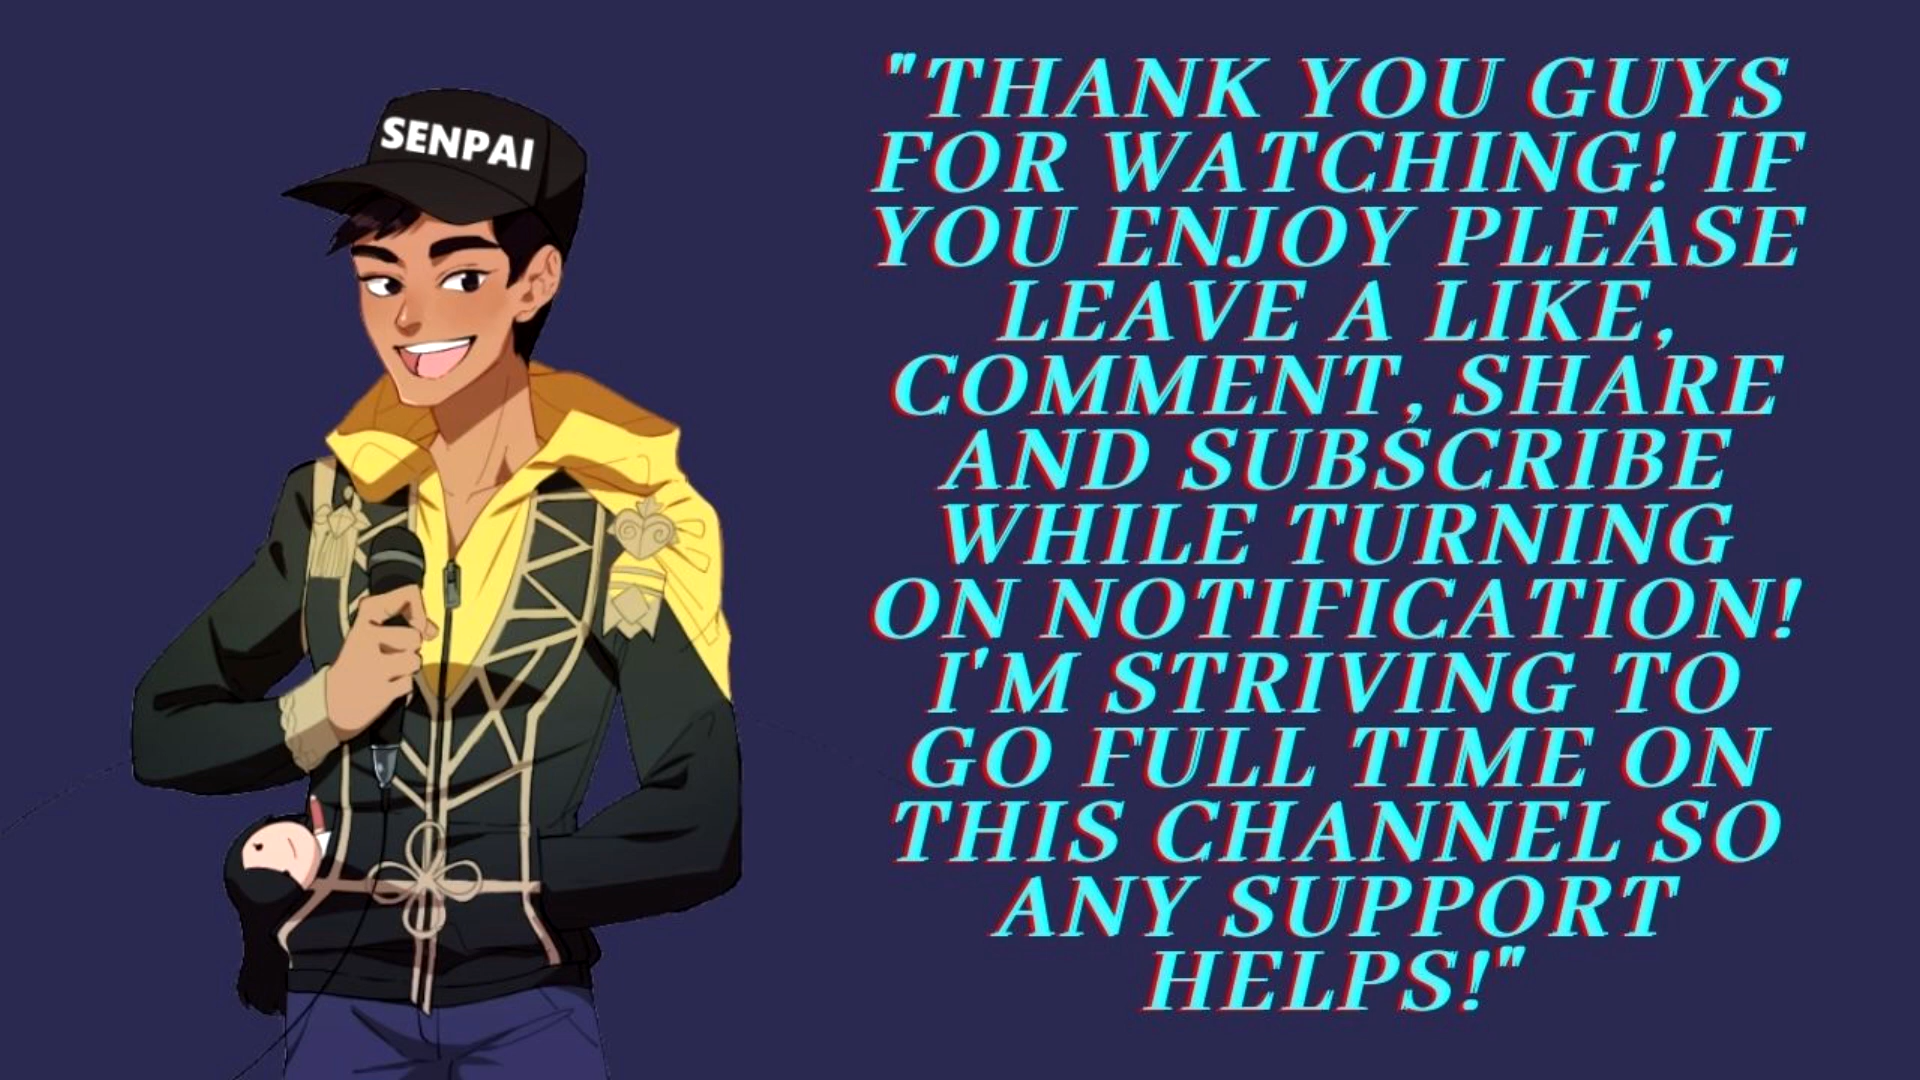 SENPAI
"THANK YOU GUYS
FOR WATCHING! IF
YOU ENJOY PLEASE
LEAVE A LIKE,
COMMENT, SHARE
AND SUBSCRIBE
WHILE TURNING
ON NOTIFICATION!
I'M STRIVING TO
GO FULL TIME ON
THIS CHANNEL SO
ANY SUPPORT
HELPS!"